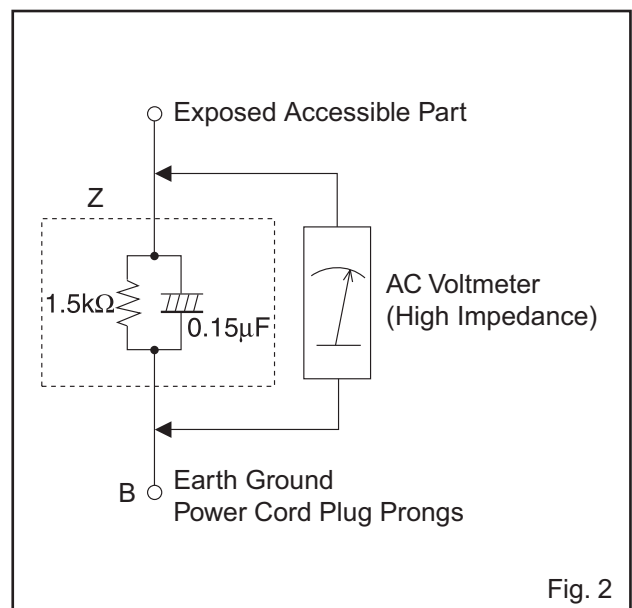 Exposed Accessible Part
Z
1.5kΩ
0.15μF
AC Voltmeter
(High Impedance)
B
Earth Ground
Power Cord Plug Prongs
Fig. 2